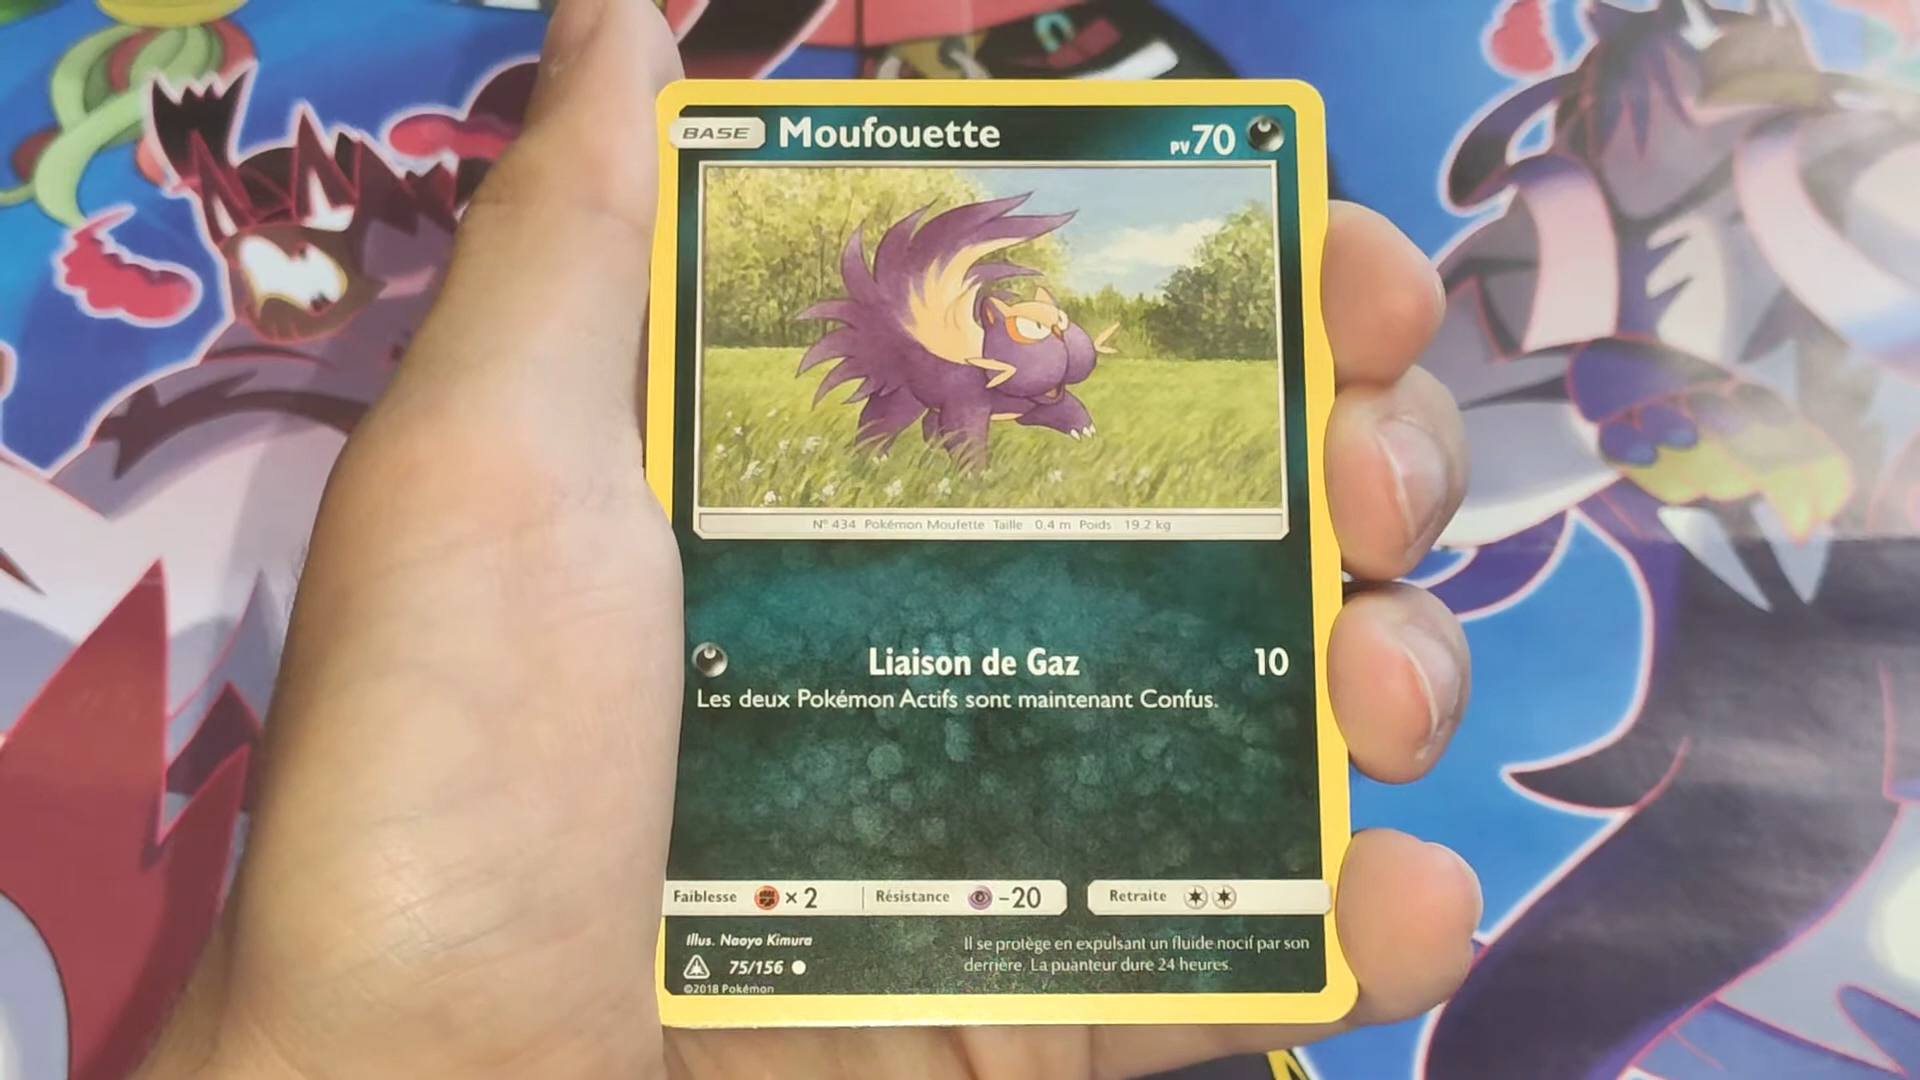 BASE Moufouette PV70
N° 434 Pokémon Moufette Taille 0.4 m Poids 19.2 kg
Liaison de Gaz 10
Les deux Pokémon Actifs sont maintenant Confus.
Faiblesse ×2 Résistance -20 Retraite
Illus. Naoyo Kimura
75/156
©2018 Pokémon
Il se protège en expulsant un fluide nocif par son
derrière. La puanteur dure 24 heures.